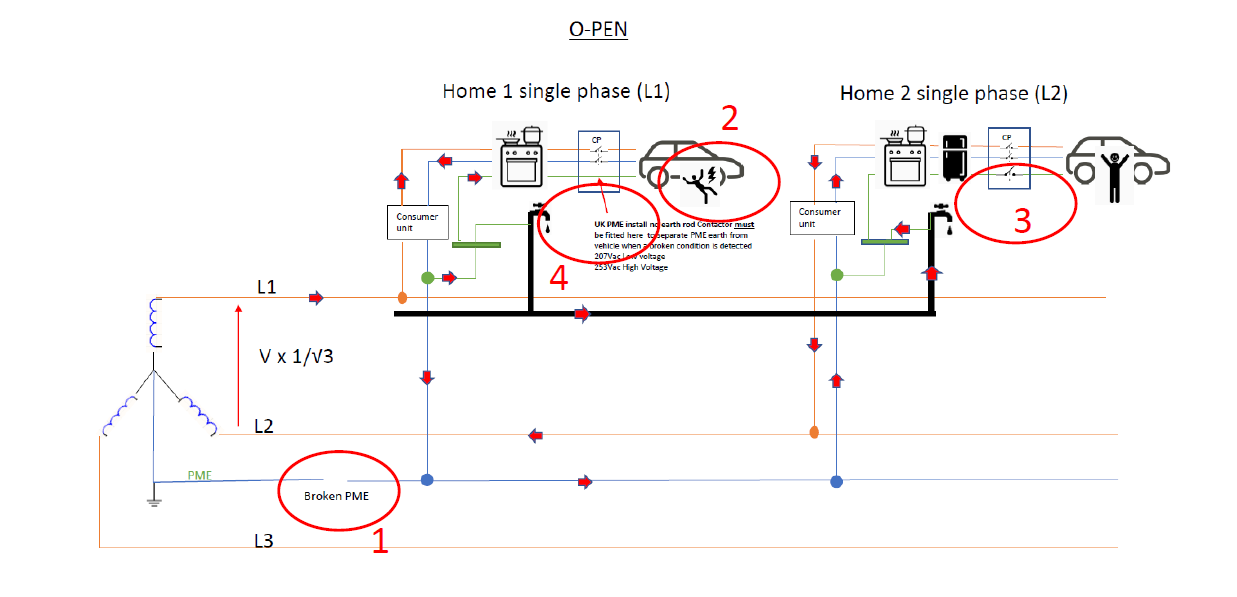 O-PEN
Home 1 single phase (L1)
Home 2 single phase (L2)
2
CP
CP
Consumer
unit
Consumer
unit
UK PME install no earth rod Contactor must
be fitted here to separate PME earth from
vehicle when a broken condition is detected
207Vac Low voltage
253Vac High Voltage
3
4
L1
V x 1/√3
L2
PME
Broken PME
1
L3